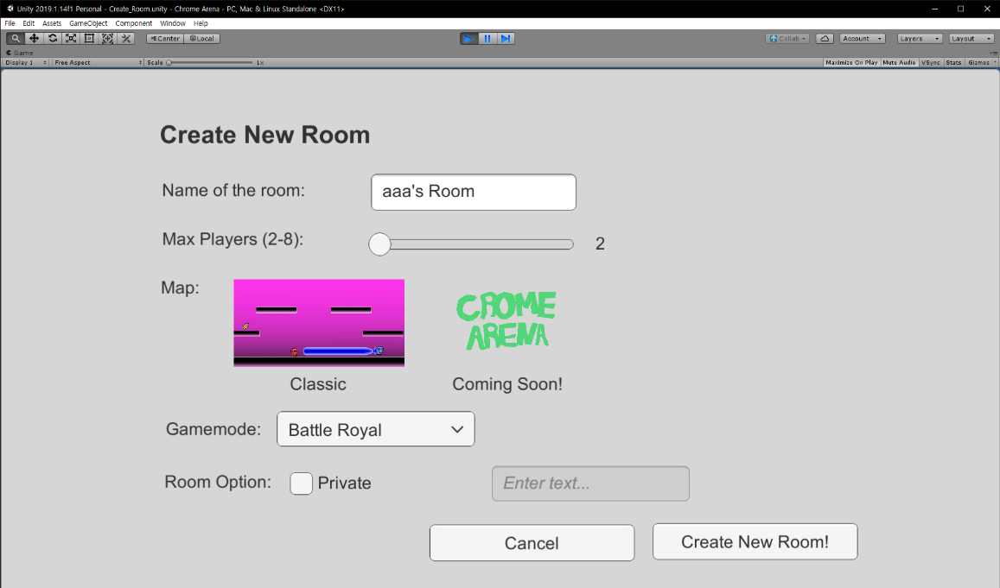 Unity 2019.1.14f1 Personal - Create_Room.unity - Chrome Arena - PC, Mac & Linux Standalone <DX11>
File Edit Assets GameObject Component Window Help
Center Local Collab Account Layers Layout
Game
Display 1 Free Aspect Scale 1x Maximize On Play Mute Audio VSync Stats Gizmos
Create New Room
Name of the room: aaa's Room
Max Players (2-8): 2
Map:
CROME
ARENA
Classic Coming Soon!
Gamemode: Battle Royal
Room Option: Private Enter text...
Cancel Create New Room!